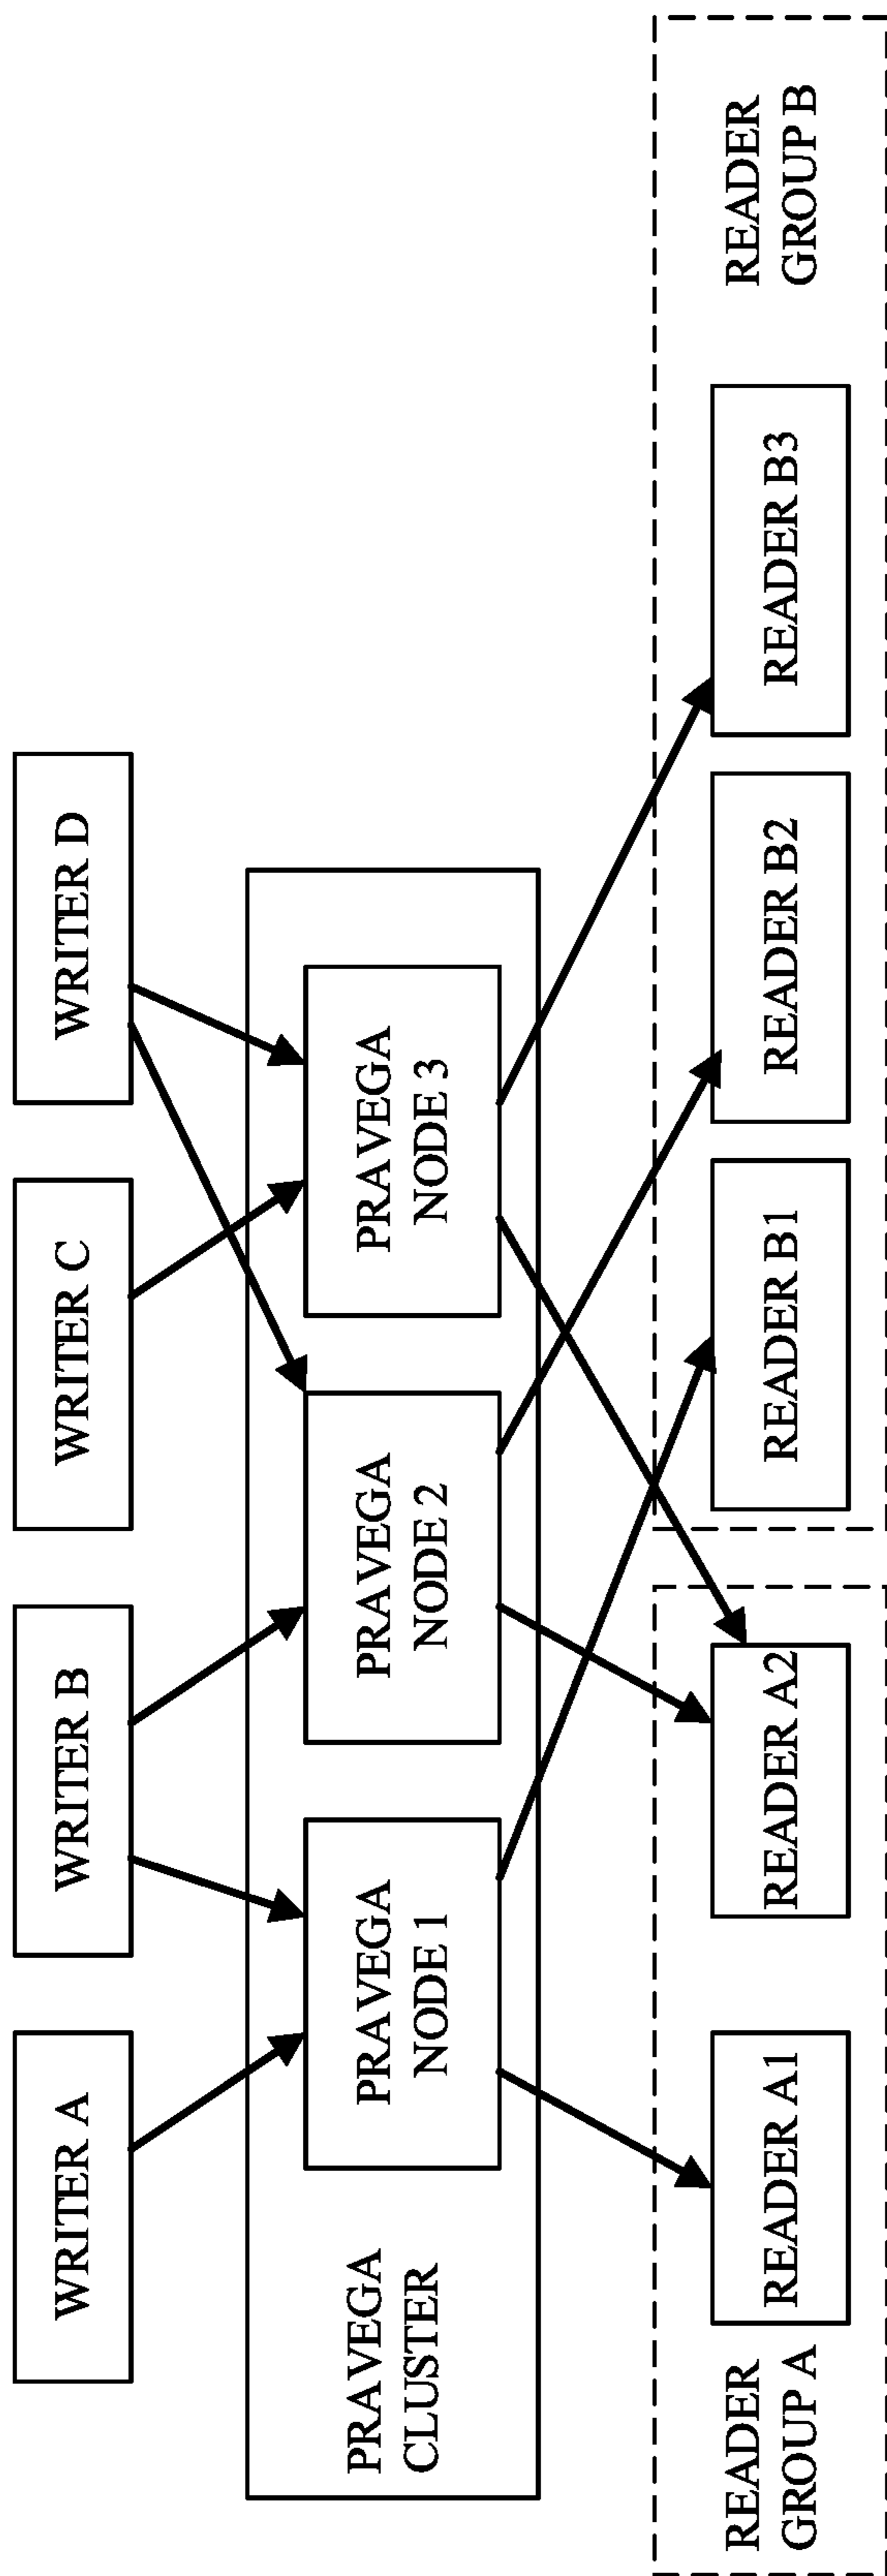 WRITER A
WRITER B
WRITER C
WRITER D
PRAVEGA
CLUSTER
PRAVEGA
NODE 1
PRAVEGA
NODE 2
PRAVEGA
NODE 3
READER
GROUP A
READER A1
READER A2
READER B1
READER B2
READER B3
READER
GROUP B